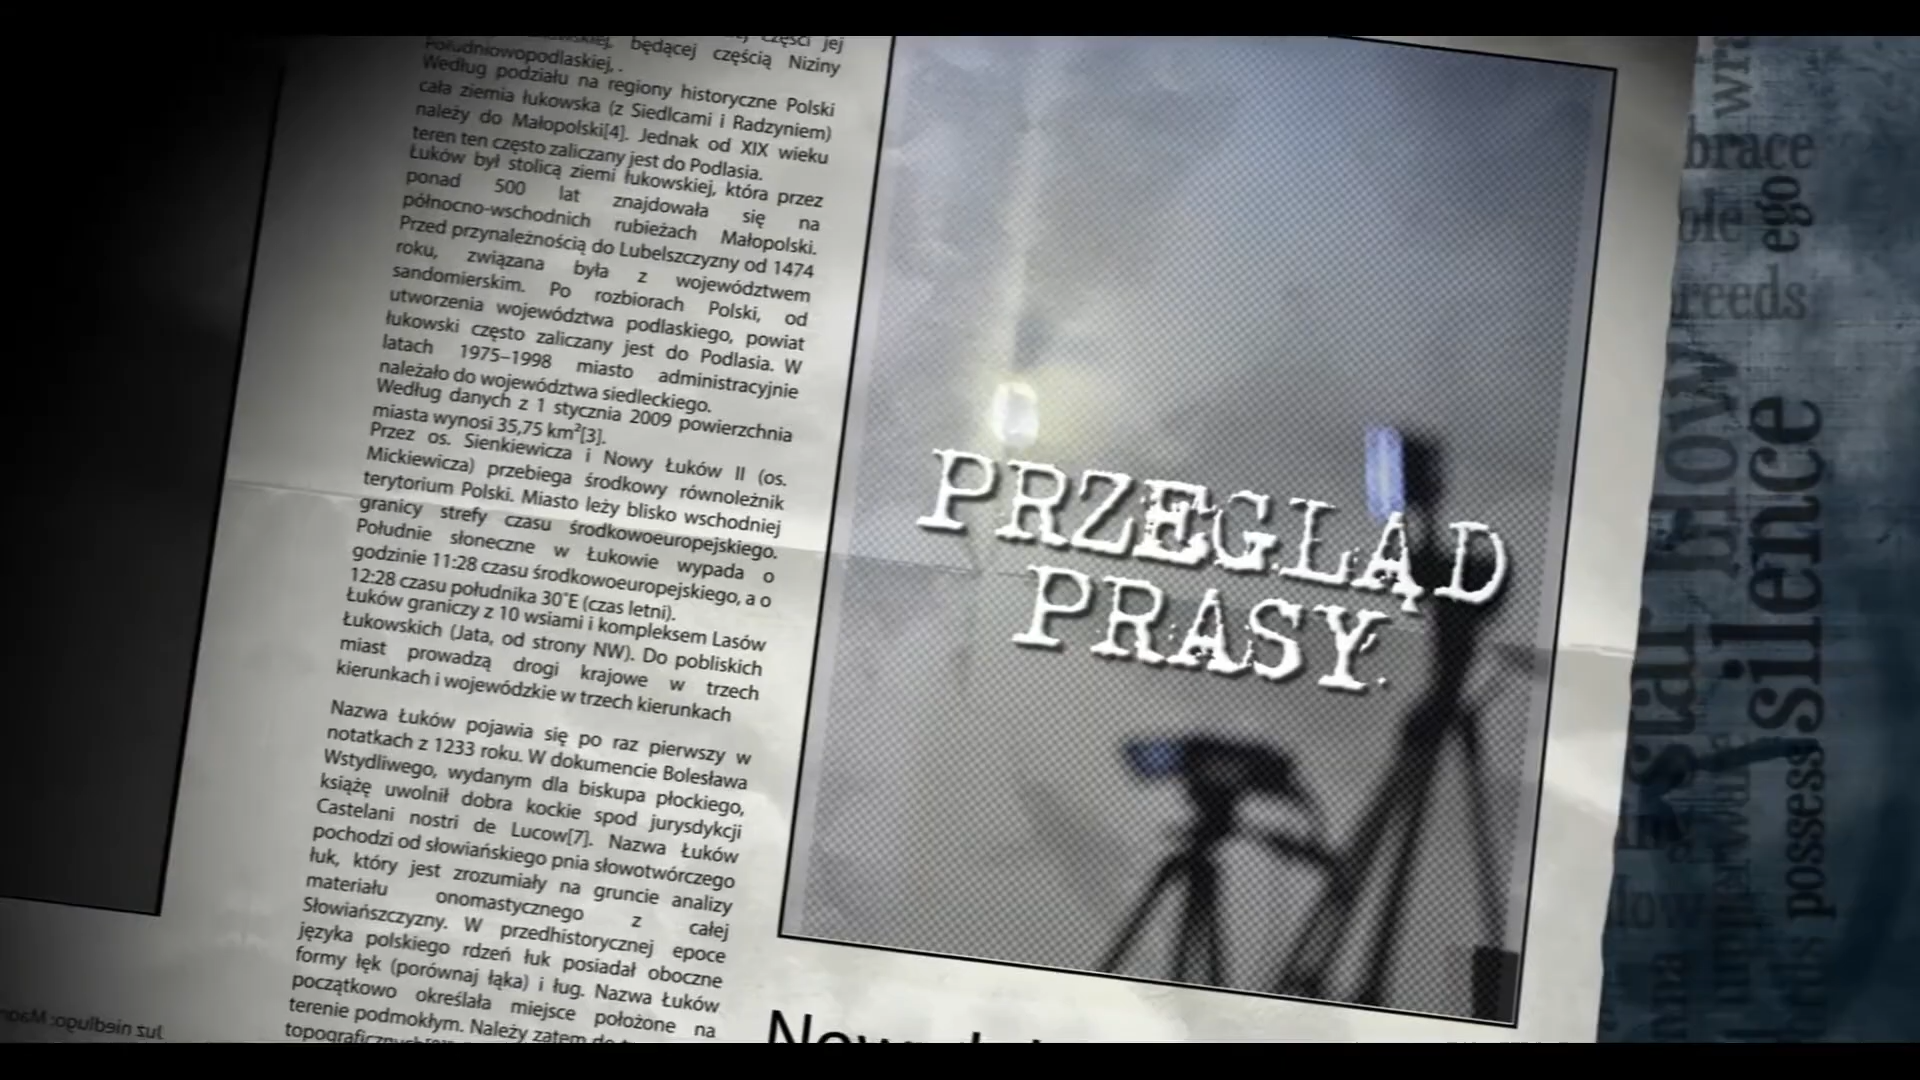 części jej
będącej częścią Niziny
Południowopodlaskiej, .
Według podziału na regiony historyczne Polski
cała ziemia łukowska (z Siedlcami i Radzyniem)
należy do Małopolski[4]. Jednak od XIX wieku
teren ten często zaliczany jest do Podlasia.
Łuków był stolicą ziemi łukowskiej, która przez
ponad 500 lat znajdowała się na
północno-wschodnich rubieżach Małopolski.
Przed przynależnością do Lubelszczyzny od 1474
roku, związana była z województwem
sandomierskim. Po rozbiorach Polski, od
utworzenia województwa podlaskiego, powiat
łukowski często zaliczany jest do Podlasia. W
latach 1975–1998 miasto administracyjnie
należało do województwa siedleckiego.
Według danych z 1 stycznia 2009 powierzchnia
miasta wynosi 35,75 km²[3].
Przez os. Sienkiewicza i Nowy Łuków II (os.
Mickiewicza) przebiega środkowy równoleżnik
terytorium Polski. Miasto leży blisko wschodniej
granicy strefy czasu środkowoeuropejskiego.
Południe słoneczne w Łukowie wypada o
godzinie 11:28 czasu środkowoeuropejskiego, a o
12:28 czasu południka 30°E (czas letni).
Łuków graniczy z 10 wsiami i kompleksem Lasów
Łukowskich (Jata, od strony NW). Do pobliskich
miast prowadzą drogi krajowe w trzech
kierunkach i wojewódzkie w trzech kierunkach
Nazwa Łuków pojawia się po raz pierwszy w
notatkach z 1233 roku. W dokumencie Bolesława
Wstydliwego, wydanym dla biskupa płockiego,
książę uwolnił dobra kockie spod jurysdykcji
Castelani nostri de Lucow[7]. Nazwa Łuków
pochodzi od słowiańskiego pnia słowotwórczego
łuk, który jest zrozumiały na gruncie analizy
materiału onomastycznego z całej
Słowiańszczyzny. W przedhistorycznej epoce
języka polskiego rdzeń łuk posiadał oboczne
formy łęk (porównaj łąka) i ług. Nazwa Łuków
początkowo określała miejsce położone na
terenie podmokłym. Należy zatem do
PRZEGLĄD
PRASY.
brace
ego
breeds
blow
silence
star
possess